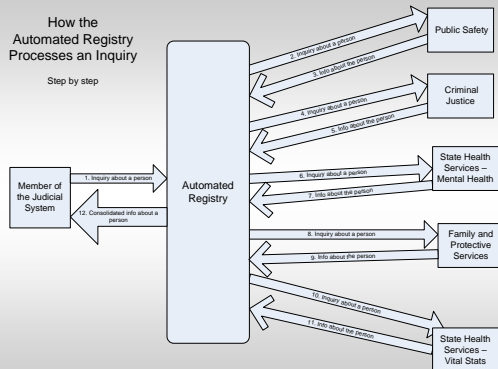 How the
Automated Registry
Processes an Inquiry
Step by step
Member of
the Judicial
System
1. Inquiry about a person
12. Consolidated info about a
person
Automated
Registry
2. Inquiry about a person
3. Info about the person
Public Safety
4. Inquiry about a person
5. Info about the person
Criminal
Justice
6. Inquiry about a person
7. Info about the person
State Health
Services –
Mental Health
8. Inquiry about a person
9. Info about the person
Family and
Protective
Services
10. Inquiry about a person
11. Info about the person
State Health
Services –
Vital Stats